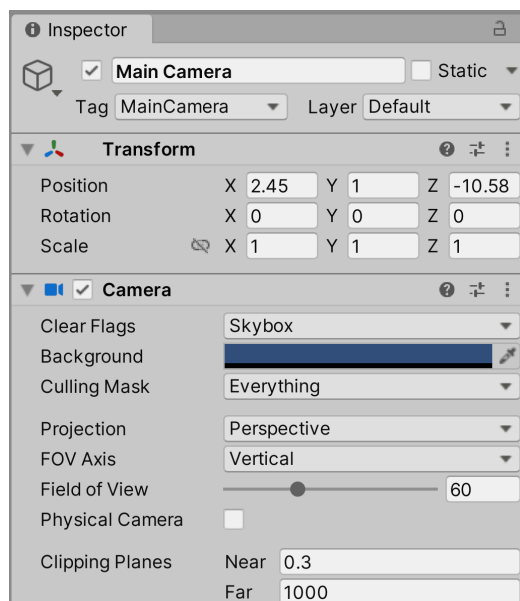 Inspector
Main Camera Static
Tag MainCamera Layer Default
Transform
Position X 2.45 Y 1 Z -10.58
Rotation X 0 Y 0 Z 0
Scale X 1 Y 1 Z 1
Camera
Clear Flags Skybox
Background
Culling Mask Everything
Projection Perspective
FOV Axis Vertical
Field of View 60
Physical Camera
Clipping Planes Near 0.3
Far 1000